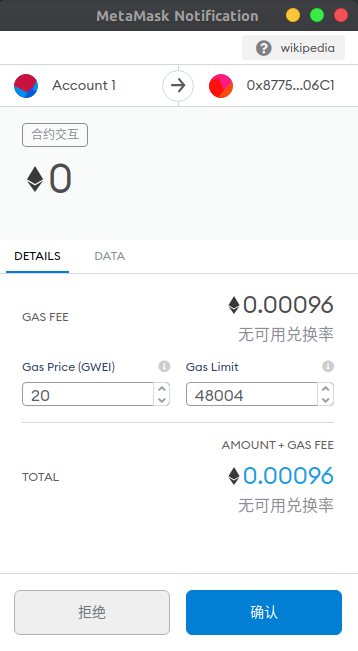 MetaMask Notification
? wikipedia
Account 1
0x8775...06C1
合约交互
0
DETAILS
DATA
GAS FEE
0.00096
无可用兑换率
Gas Price (GWEI)
Gas Limit
20
48004
AMOUNT + GAS FEE
TOTAL
0.00096
无可用兑换率
拒绝
确认